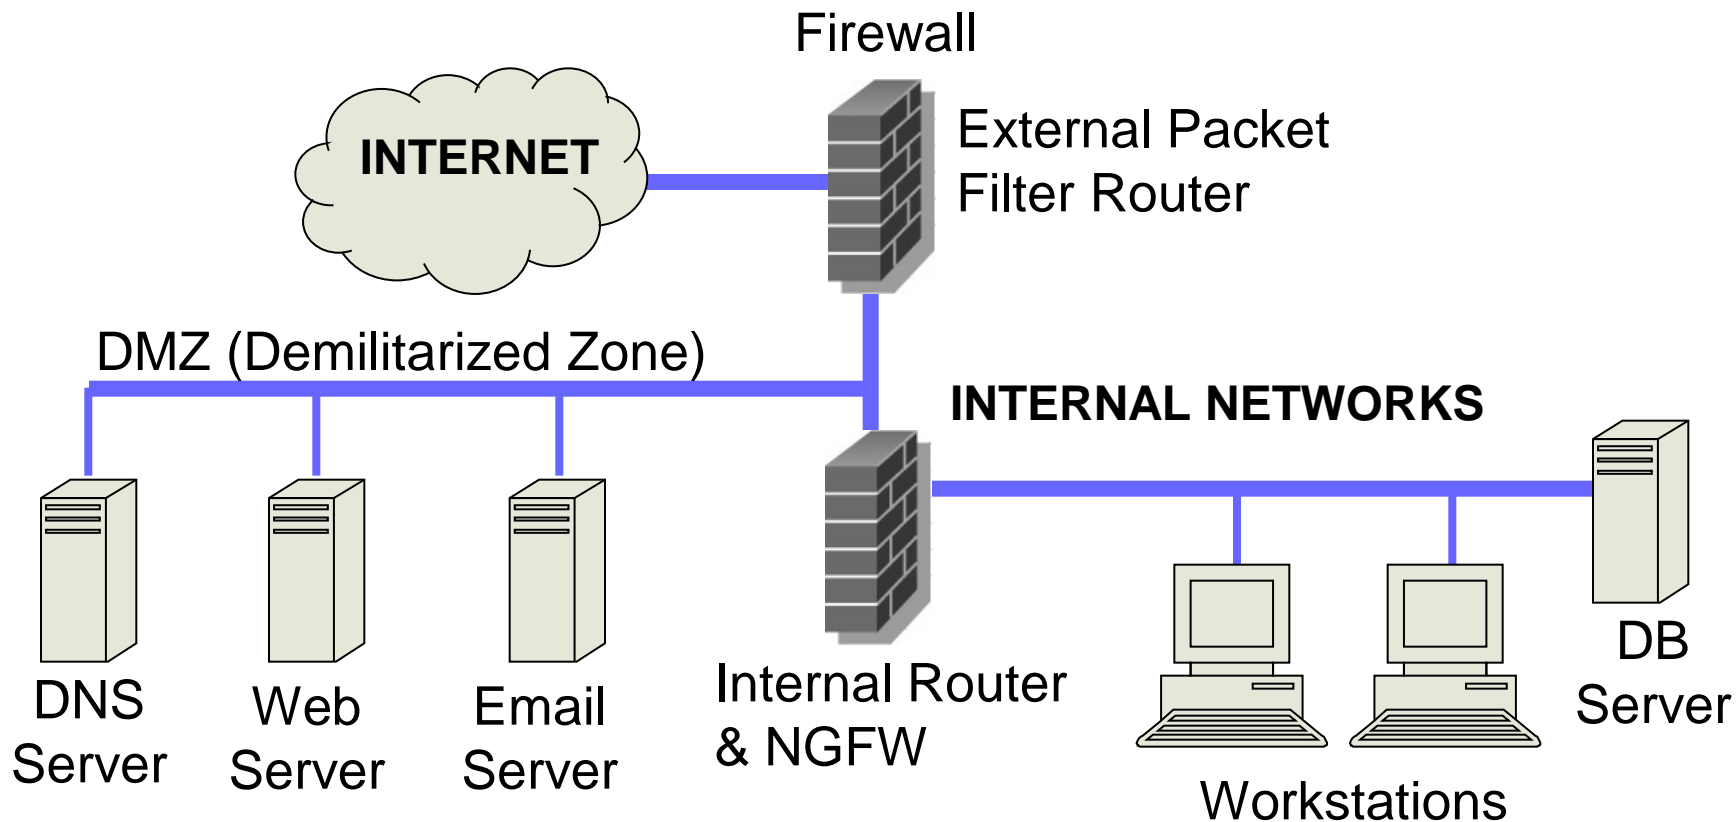 Firewall
INTERNET
External Packet
Filter Router
DMZ (Demilitarized Zone)
INTERNAL NETWORKS
DNS
Server
Web
Server
Email
Server
Internal Router
& NGFW
Workstations
DB
Server